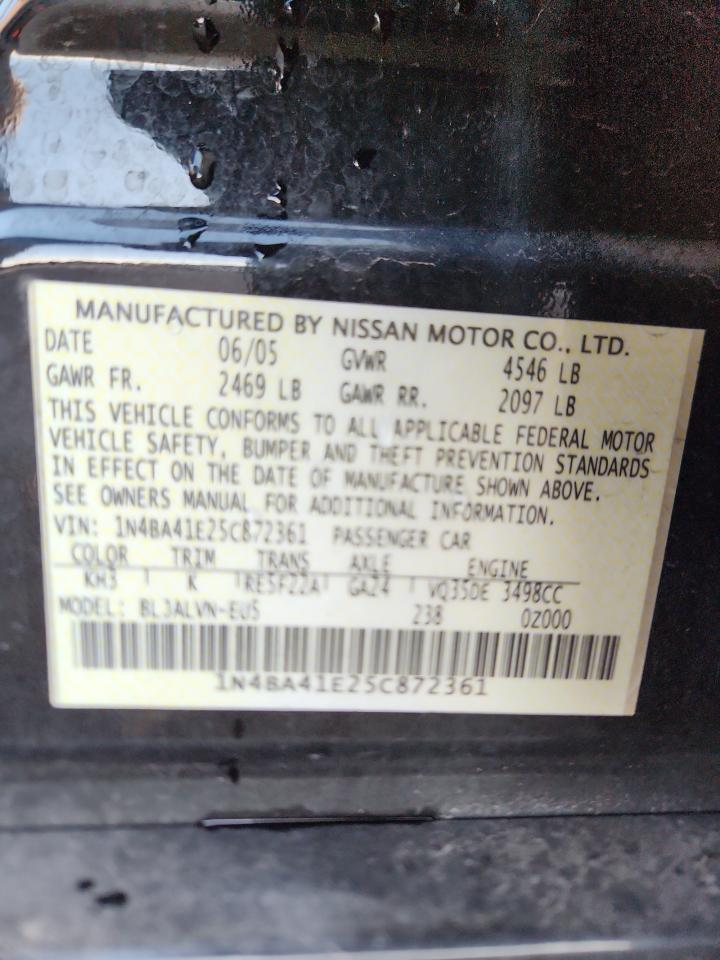 MANUFACTURED BY NISSAN MOTOR CO., LTD.
DATE 06/05 GVWR 4546 LB
GAWR FR. 2469 LB GAWR RR. 2097 LB
THIS VEHICLE CONFORMS TO ALL APPLICABLE FEDERAL MOTOR
VEHICLE SAFETY, BUMPER AND THEFT PREVENTION STANDARDS
IN EFFECT ON THE DATE OF MANUFACTURE SHOWN ABOVE.
SEE OWNERS MANUAL FOR ADDITIONAL INFORMATION.
VIN: 1N4BA41E25C872361 PASSENGER CAR
COLOR TRIM TRANS AXLE ENGINE
KH3 K RE5F22A GA24 VQ35DE 3498CC
MODEL: BL3ALVN-EUS 238 0Z000
1N4BA41E25C872361